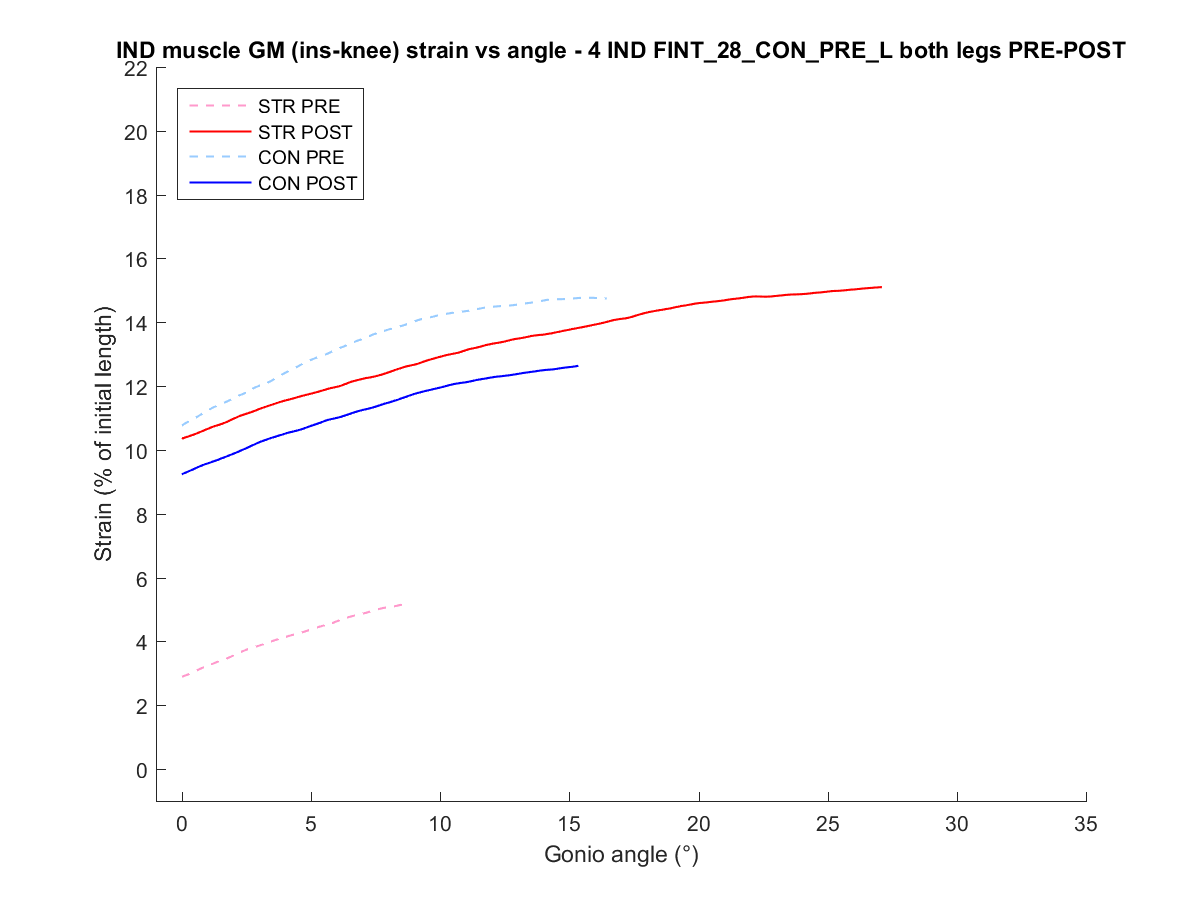 IND muscle GM (ins-knee) strain vs angle - 4 IND FINT_28_CON_PRE_L both legs PRE-POST
STR PRE
STR POST
CON PRE
CON POST
22
20
18
16
14
12
10
8
6
4
2
0
Strain (% of initial length)
0 5 10 15 20 25 30 35
Gonio angle (°)